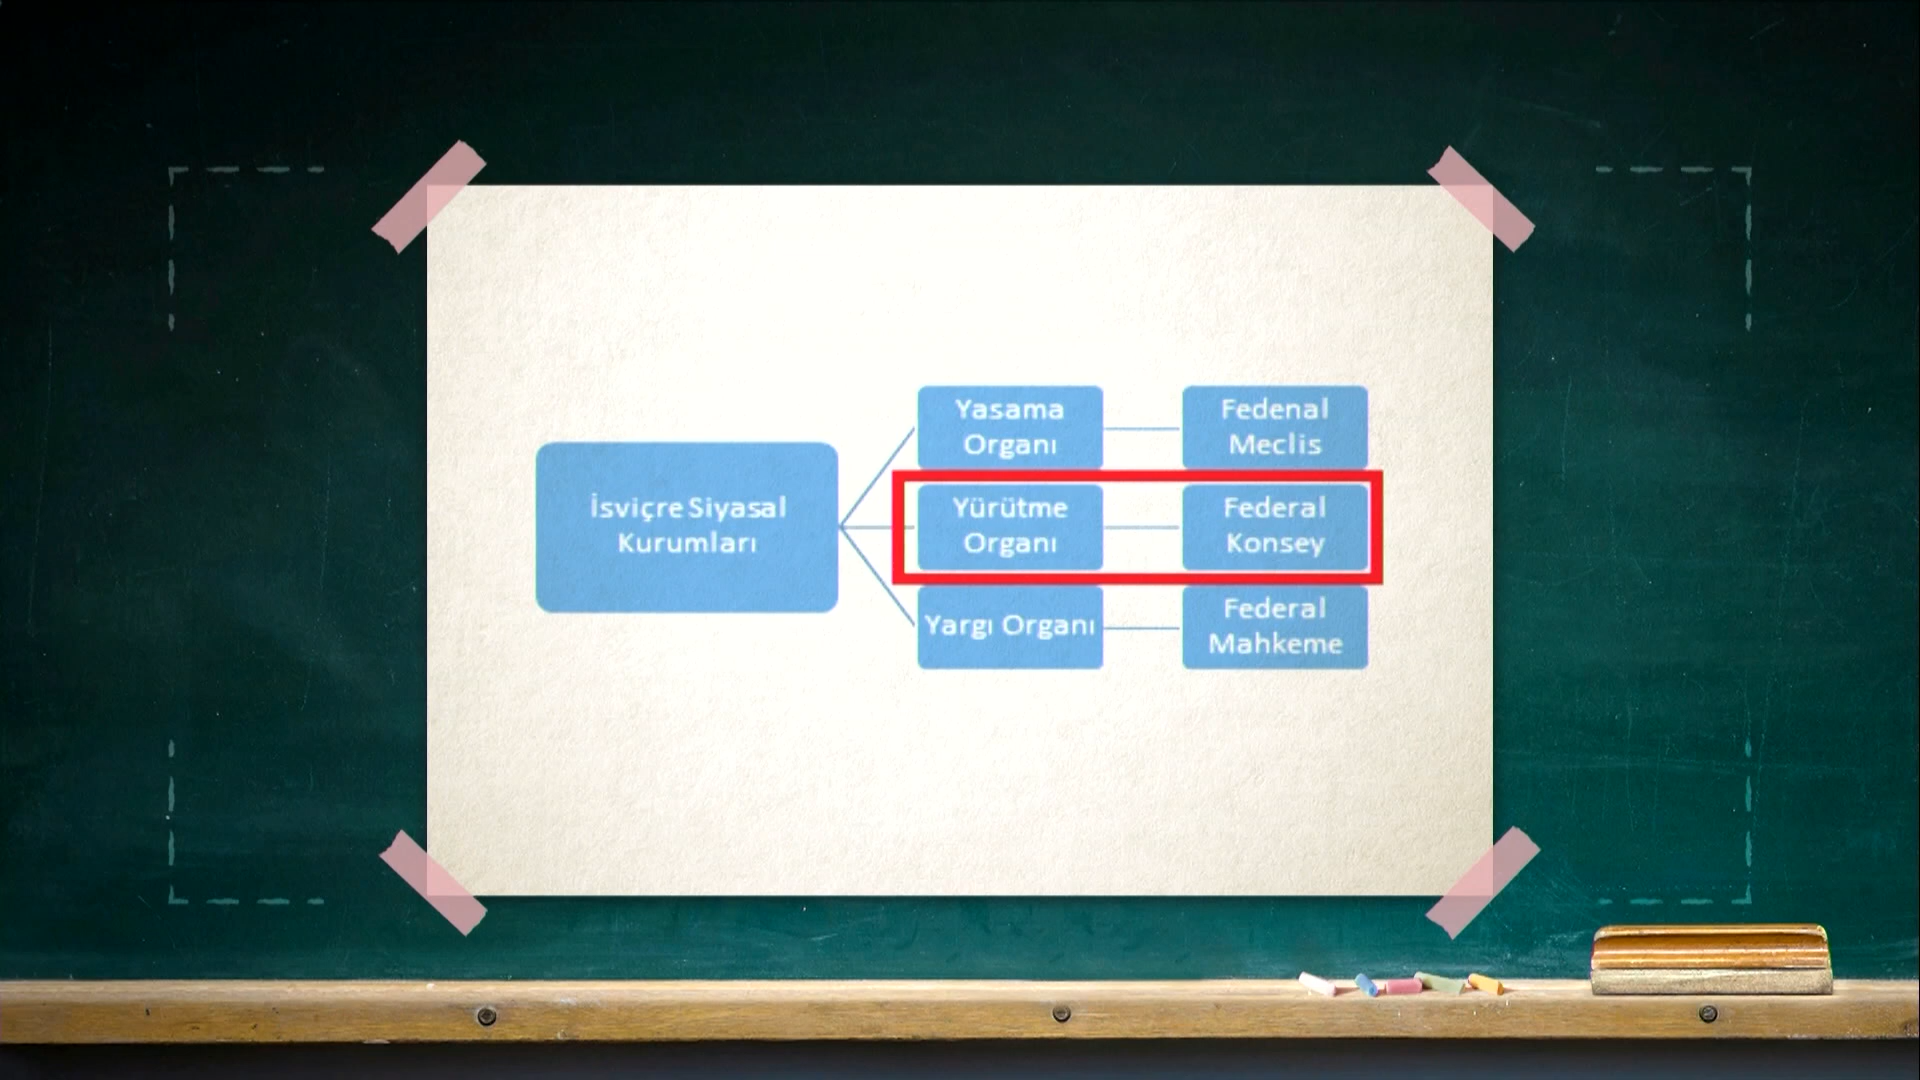 İsviçre Siyasal
Kurumları
Yasama
Organı
Fedenal
Meclis
Yürütme
Organı
Federal
Konsey
Yargı Organı
Federal
Mahkeme